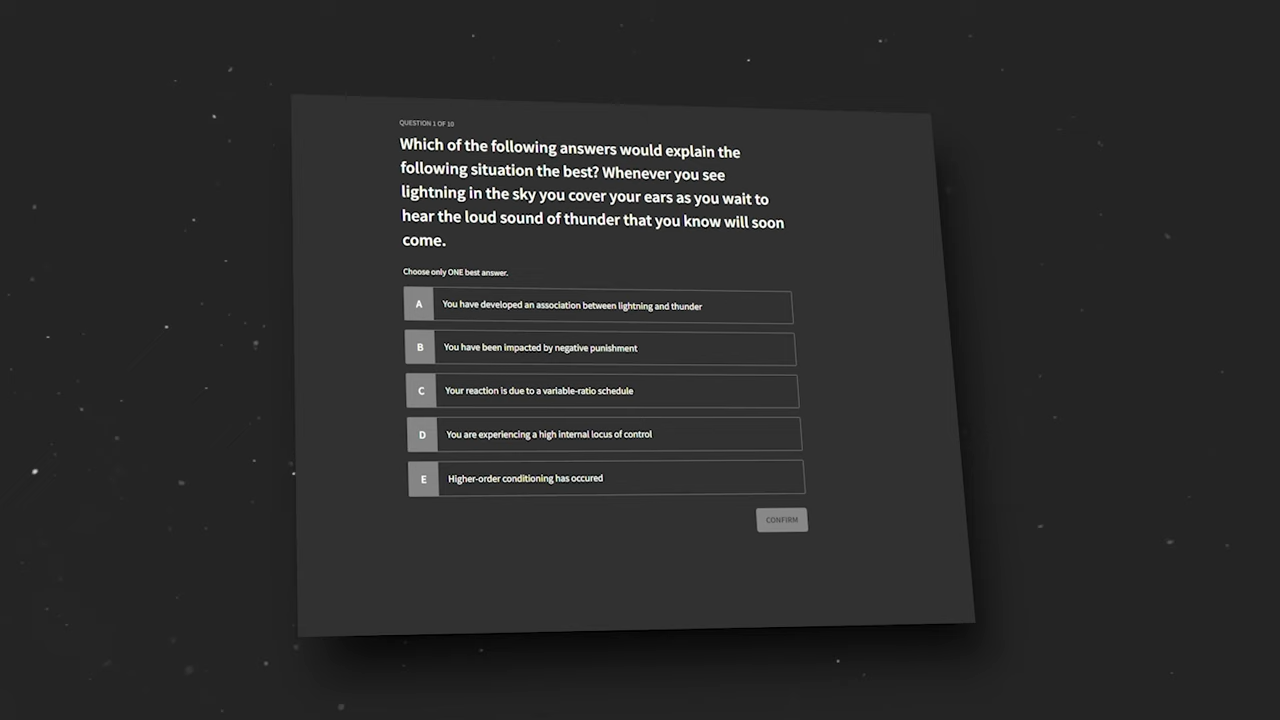 QUESTION 1 OF 10
Which of the following answers would explain the
following situation the best? Whenever you see
lightning in the sky you cover your ears as you wait to
hear the loud sound of thunder that you know will soon
come.
Choose only ONE best answer.
A You have developed an association between lightning and thunder
B You have been impacted by negative punishment
C Your reaction is due to a variable-ratio schedule
D You are experiencing a high internal locus of control
E Higher-order conditioning has occured
CONFIRM